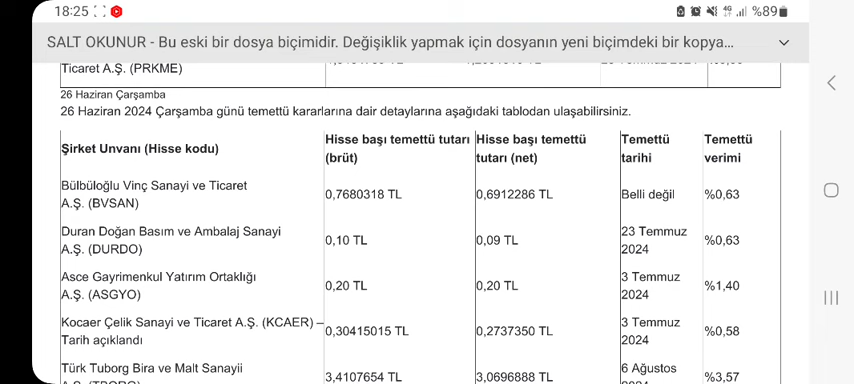 18:25 4G %89
SALT OKUNUR - Bu eski bir dosya biçimidir. Değişiklik yapmak için dosyanın yeni biçimdeki bir kopya...
Ticaret A.Ş. (PRKME)
26 Haziran Çarşamba
26 Haziran 2024 Çarşamba günü temettü kararlarına dair detaylarına aşağıdaki tablodan ulaşabilirsiniz.
Şirket Unvanı (Hisse kodu)
Hisse başı temettü tutarı
(brüt)
Hisse başı temettü
tutarı (net)
Temettü
tarihi
Temettü
verimi
Bülbüloğlu Vinç Sanayi ve Ticaret
A.Ş. (BVSAN)
0,7680318 TL
0,6912286 TL
Belli değil
%0,63
Duran Doğan Basım ve Ambalaj Sanayi
A.Ş. (DURDO)
0,10 TL
0,09 TL
23 Temmuz
2024
%0,63
Asce Gayrimenkul Yatırım Ortaklığı
A.Ş. (ASGYO)
0,20 TL
0,20 TL
3 Temmuz
2024
%1,40
Kocaer Çelik Sanayi ve Ticaret A.Ş. (KCAER) –
Tarih açıklandı
0,30415015 TL
0,2737350 TL
3 Temmuz
2024
%0,58
Türk Tuborg Bira ve Malt Sanayii
3,4107654 TL
3,0696888 TL
6 Ağustos
%3,57